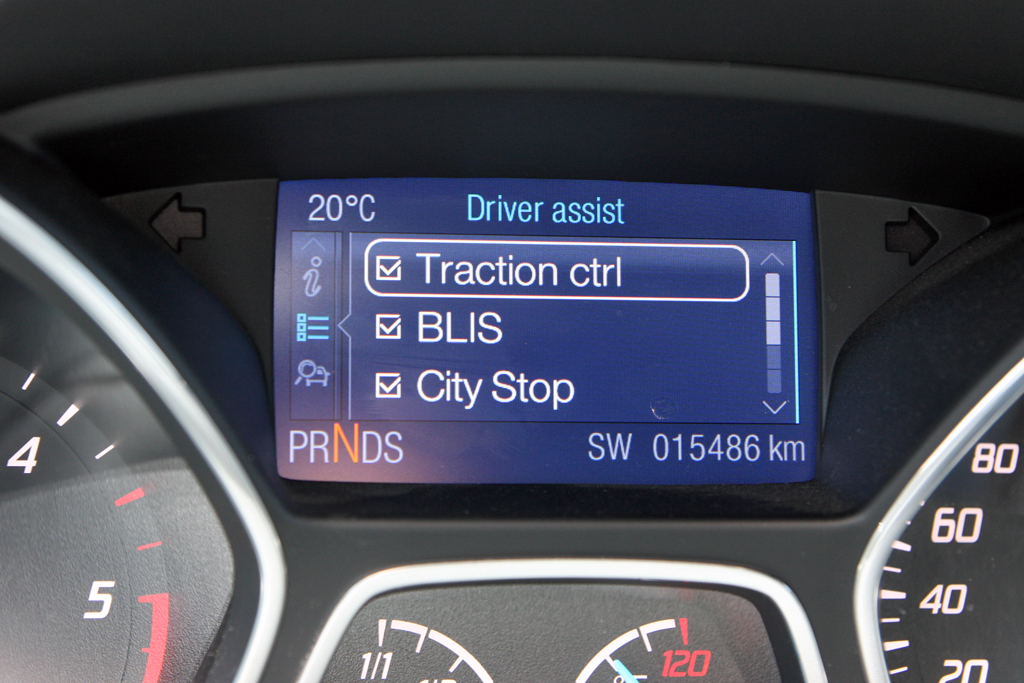 20°C Driver assist
Traction ctrl
BLIS
City Stop
PRNDS SW 015486 km
4
5
80
60
40
20
1/1
120